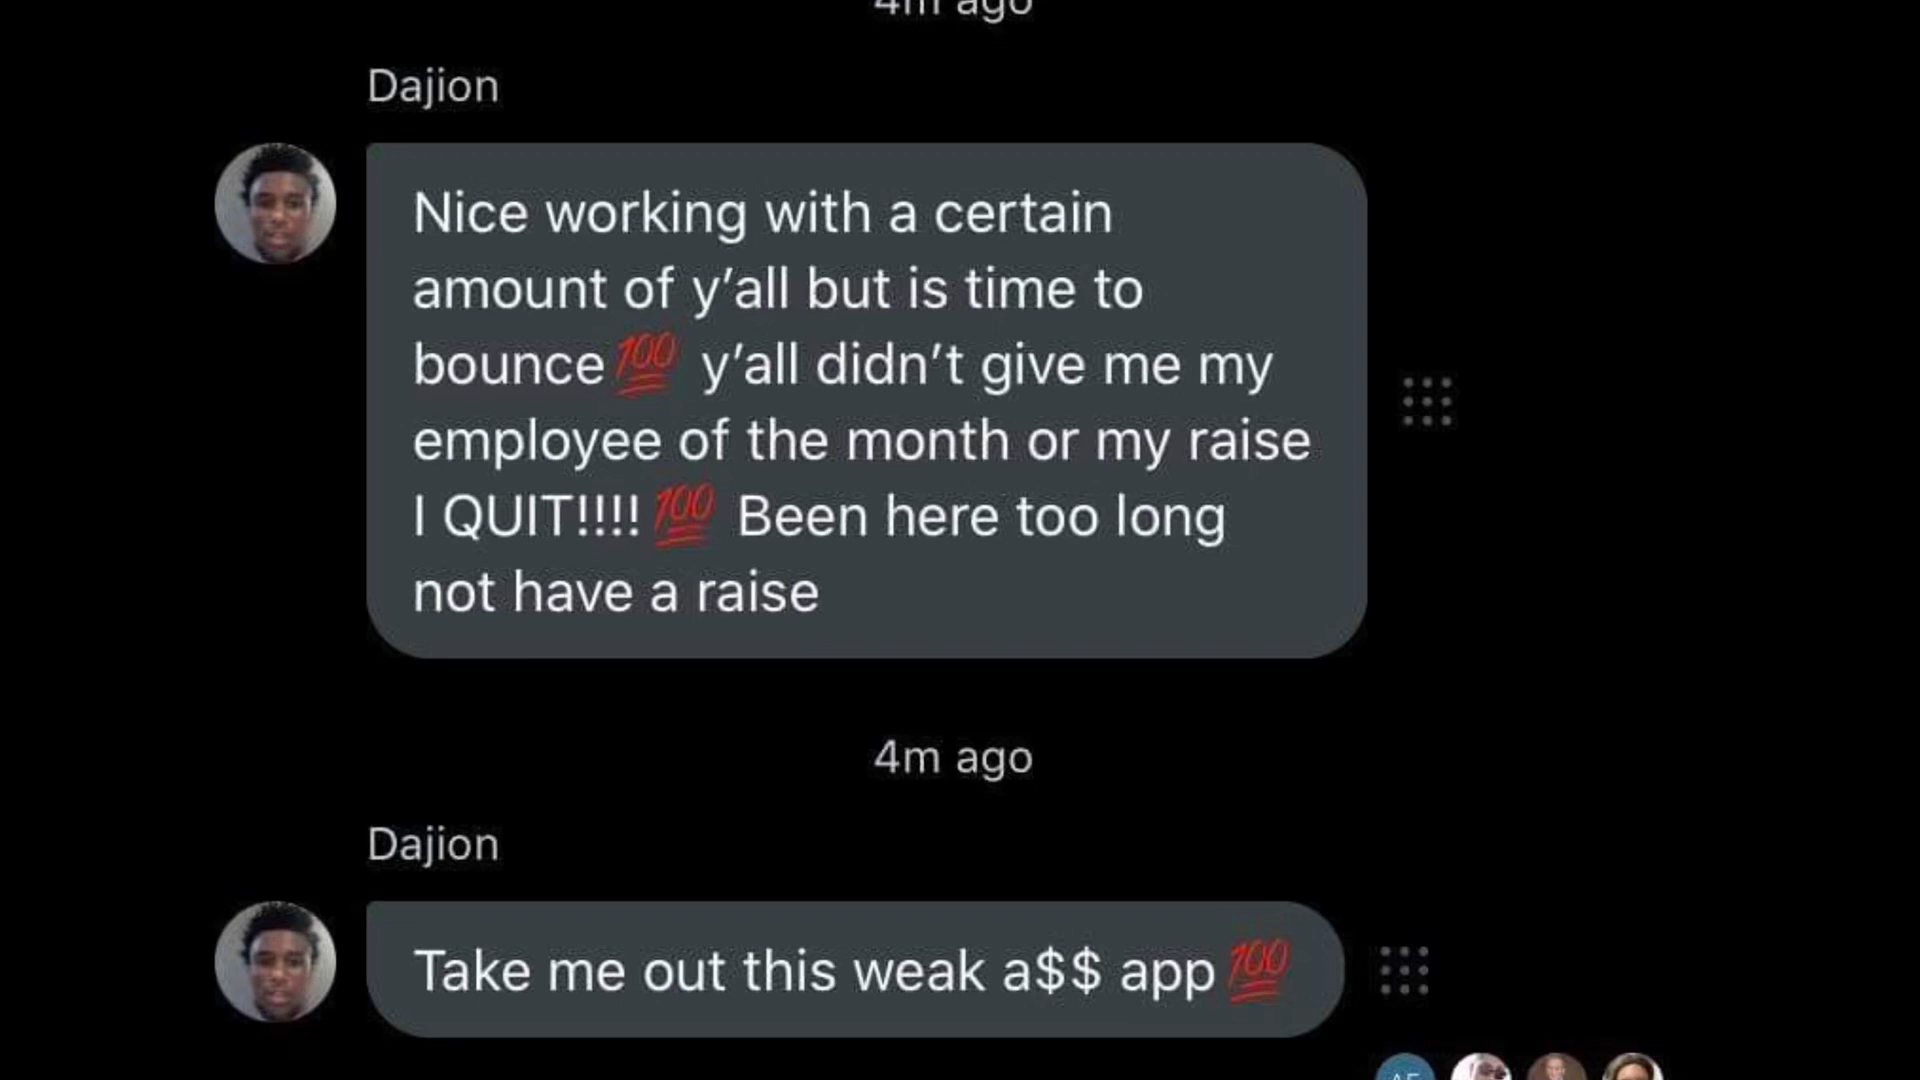 4m ago
Dajion
Nice working with a certain
amount of y’all but is time to
bounce💯 y’all didn’t give me my
employee of the month or my raise
I QUIT!!!!💯 Been here too long
not have a raise
4m ago
Dajion
Take me out this weak a$$ app💯